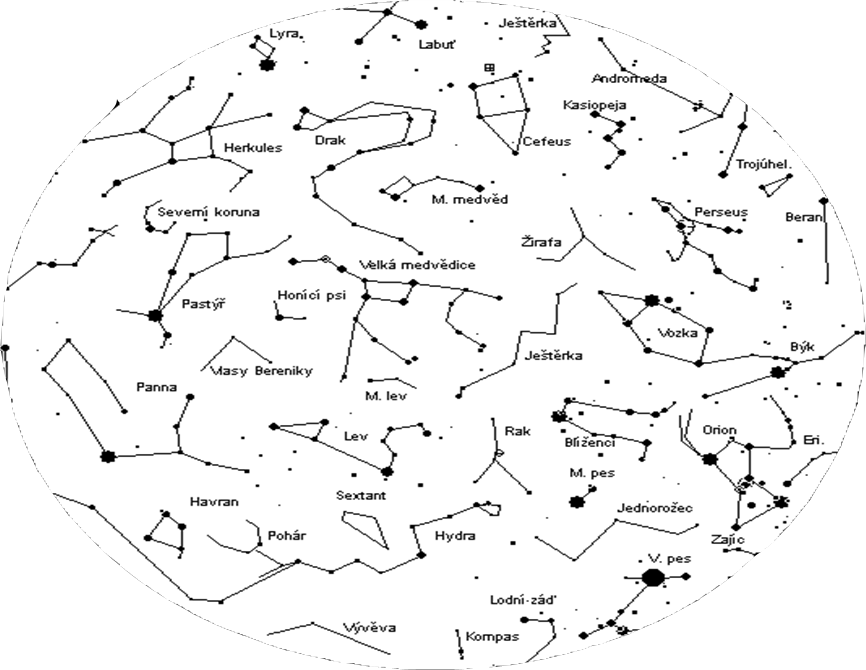 Lyra
Labuť
Ještěrka
Andromeda
Kasiopeja
Herkules
Drak
Cefeus
Trojúhel.
M. medvěd
Severní koruna
Perseus
Beran
Žirafa
Velká medvědice
Pastýř
Honící psi
Vozka
Býk
Ještěrka
Vlasy Bereniky
Panna
M. lev
Lev
Rak
Blíženci
Orion
Eri.
M. pes
Havran
Sextant
Jednorožec
Pohár
Hydra
Zajíc
V. pes
Lodní-záď
Vývěva
Kompas